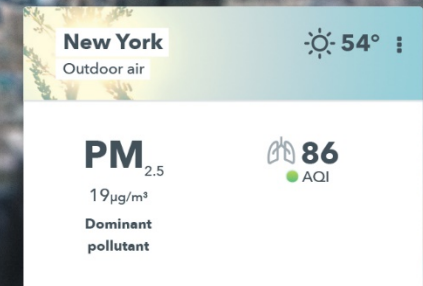 New York
54°
Outdoor air
PM2.5
86
AQI
19µg/m³
Dominant
pollutant